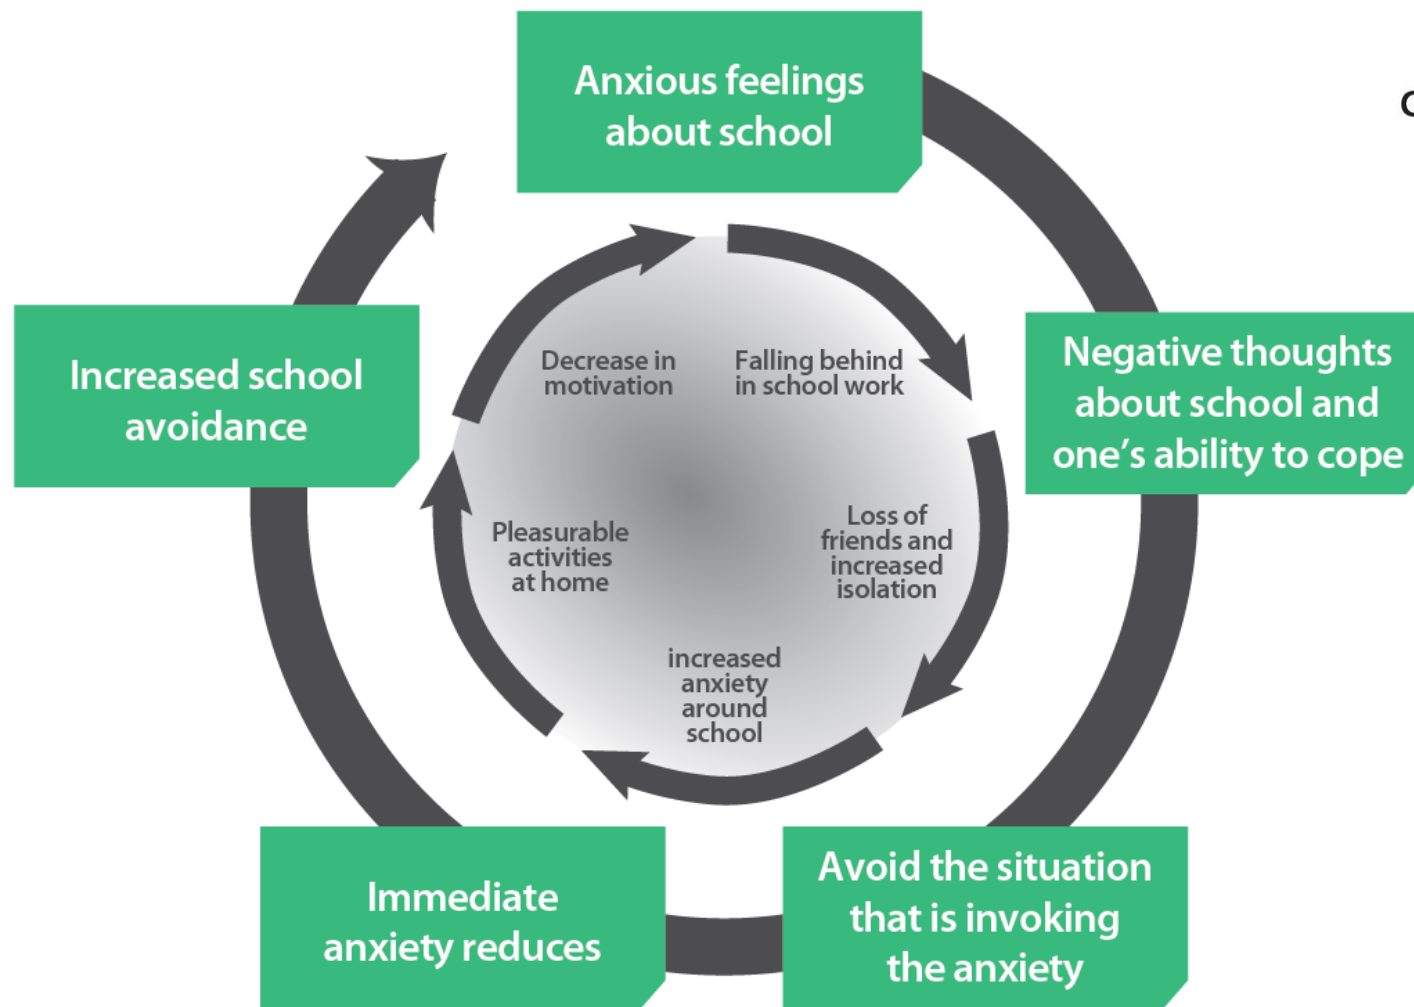 Anxious feelings
about school
Negative thoughts
about school and
one's ability to cope
Avoid the situation
that is invoking
the anxiety
Immediate
anxiety reduces
Increased school
avoidance
Falling behind
in school work
Loss of
friends and
increased
isolation
increased
anxiety
around
school
Pleasurable
activities
at home
Decrease in
motivation